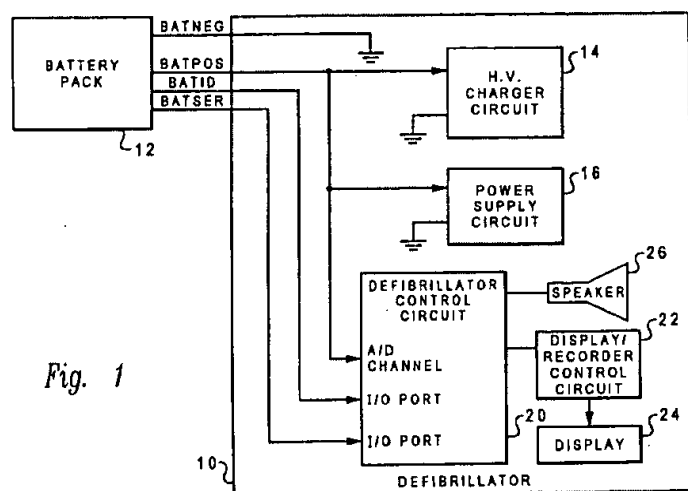 BATNEG
BATTERY
PACK
BATPOS
BATID
BATSER
12
14
H.V.
CHARGER
CIRCUIT
16
POWER
SUPPLY
CIRCUIT
26
SPEAKER
DEFIBRILLATOR
CONTROL
CIRCUIT
22
DISPLAY/
RECORDER
CONTROL
CIRCUIT
A/D
CHANNEL
Fig. 1
I/O PORT
20
24
DISPLAY
I/O PORT
10
DEFIBRILLATOR